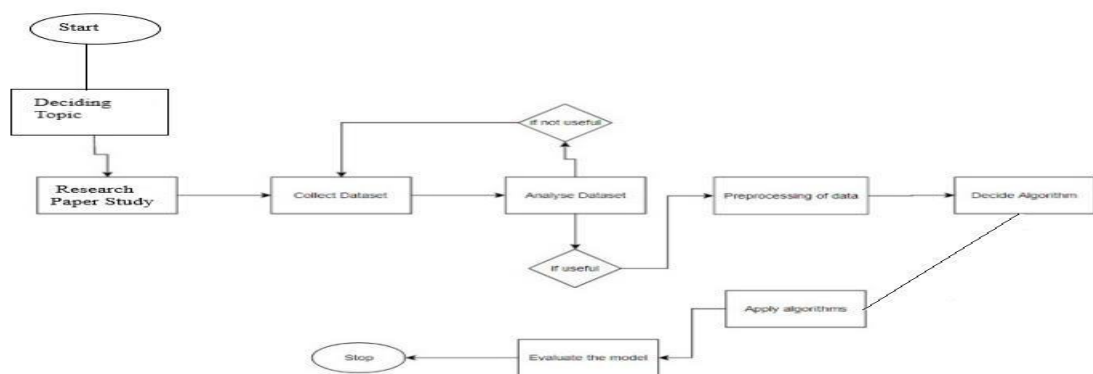 Start
Deciding
Topic
Research
Paper Study
Collect Dataset
Analyse Dataset
if not useful
If useful
Preprocessing of data
Decide Algorithm
Apply algorithms
Evaluate the model
Stop